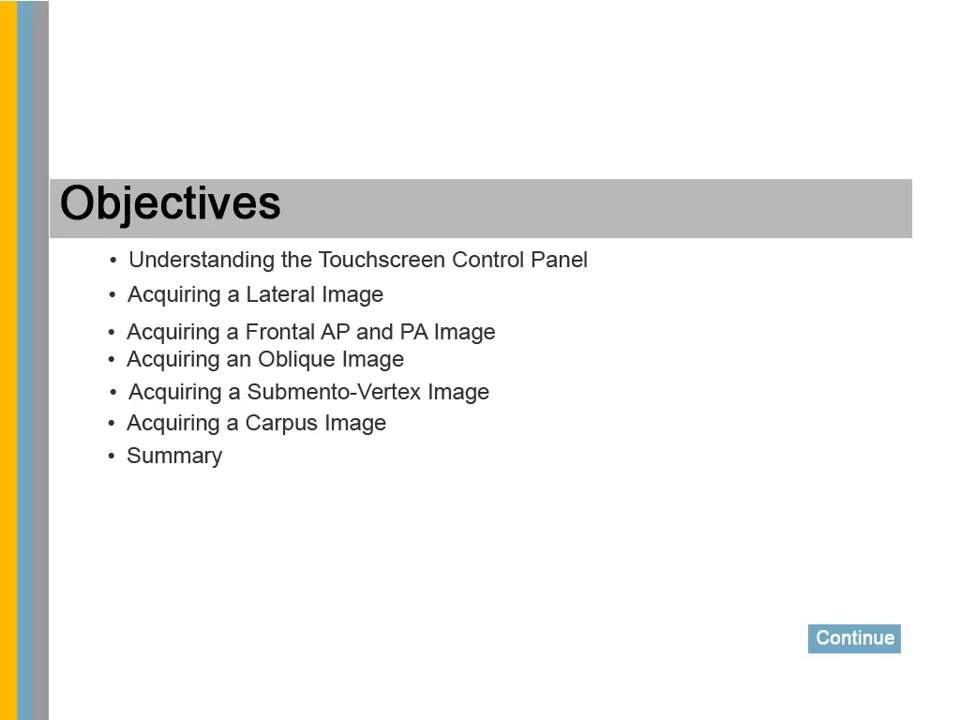 Objectives
• Understanding the Touchscreen Control Panel
• Acquiring a Lateral Image
• Acquiring a Frontal AP and PA Image
• Acquiring an Oblique Image
• Acquiring a Submento-Vertex Image
• Acquiring a Carpus Image
• Summary
Continue